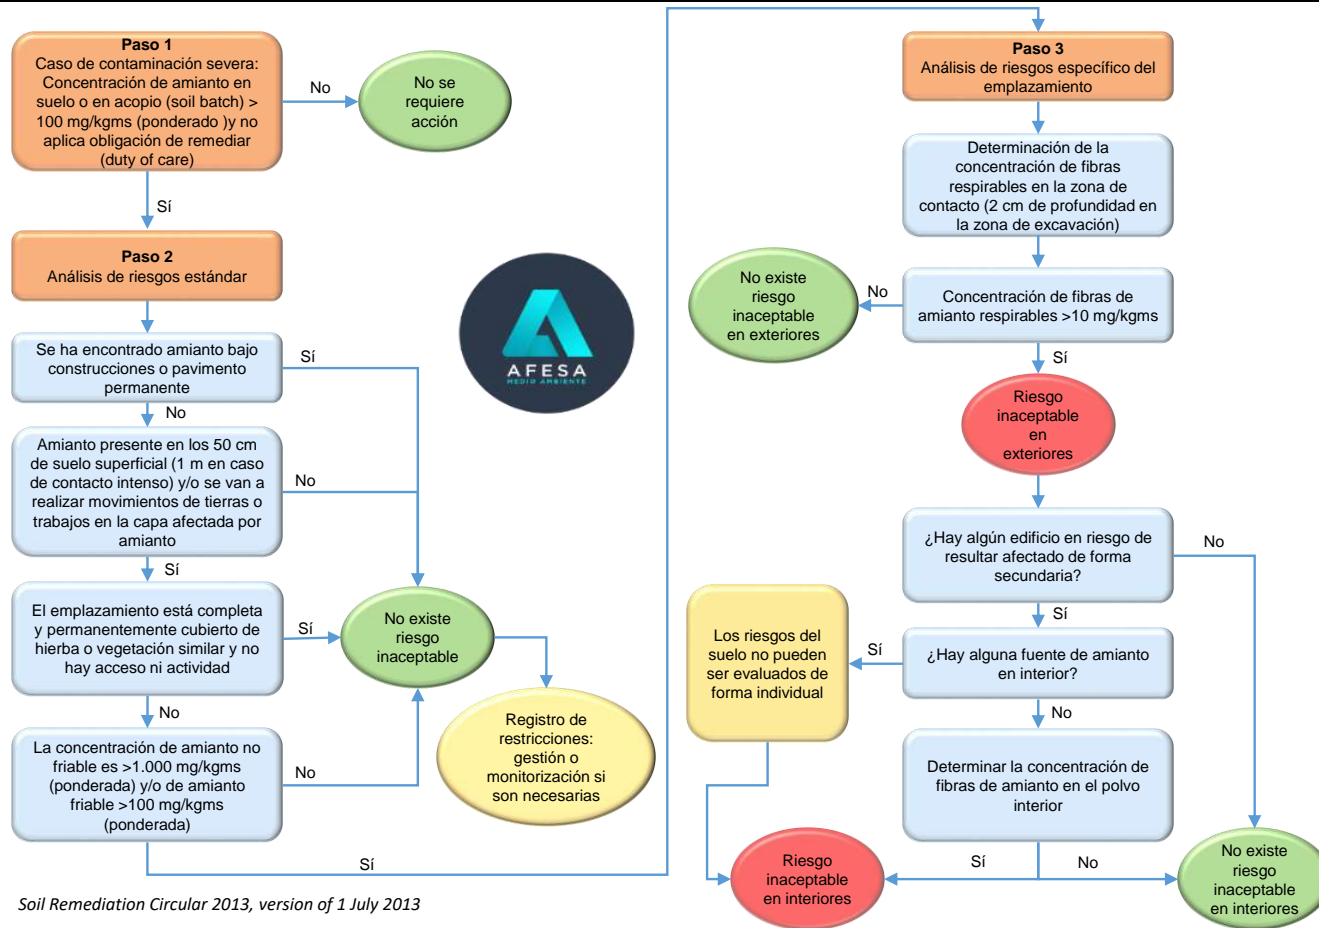 Paso 1
Caso de contaminación severa:
Concentración de amianto en
suelo o en acopio (soil batch) >
100 mg/kgms (ponderado )y no
aplica obligación de remediar
(duty of care)
No
No se
requiere
acción
Sí
Paso 2
Análisis de riesgos estándar
Se ha encontrado amianto bajo
construcciones o pavimento
permanente
Sí
No
Amianto presente en los 50 cm
de suelo superficial (1 m en caso
de contacto intenso) y/o se van a
realizar movimientos de tierras o
trabajos en la capa afectada por
amianto
No
Sí
El emplazamiento está completa
y permanentemente cubierto de
hierba o vegetación similar y no
hay acceso ni actividad
Sí
No existe
riesgo
inaceptable
No
La concentración de amianto no
friable es >1.000 mg/kgms
(ponderada) y/o de amianto
friable >100 mg/kgms
(ponderada)
No
Registro de
restricciones:
gestión o
monitorización si
son necesarias
Sí
AFESA
MEDIO AMBIENTE
Paso 3
Análisis de riesgos específico del
emplazamiento
Determinación de la
concentración de fibras
respirables en la zona de
contacto (2 cm de profundidad en
la zona de excavación)
Concentración de fibras de
amianto respirables >10 mg/kgms
No
No existe
riesgo
inaceptable
en exteriores
Sí
Riesgo
inaceptable
en
exteriores
¿Hay algún edificio en riesgo de
resultar afectado de forma
secundaria?
No
Sí
¿Hay alguna fuente de amianto
en interior?
Sí
Los riesgos del
suelo no pueden
ser evaluados de
forma individual
No
Determinar la concentración de
fibras de amianto en el polvo
interior
Sí
Riesgo
inaceptable
en interiores
No
No existe
riesgo
inaceptable
en interiores
Soil Remediation Circular 2013, version of 1 July 2013